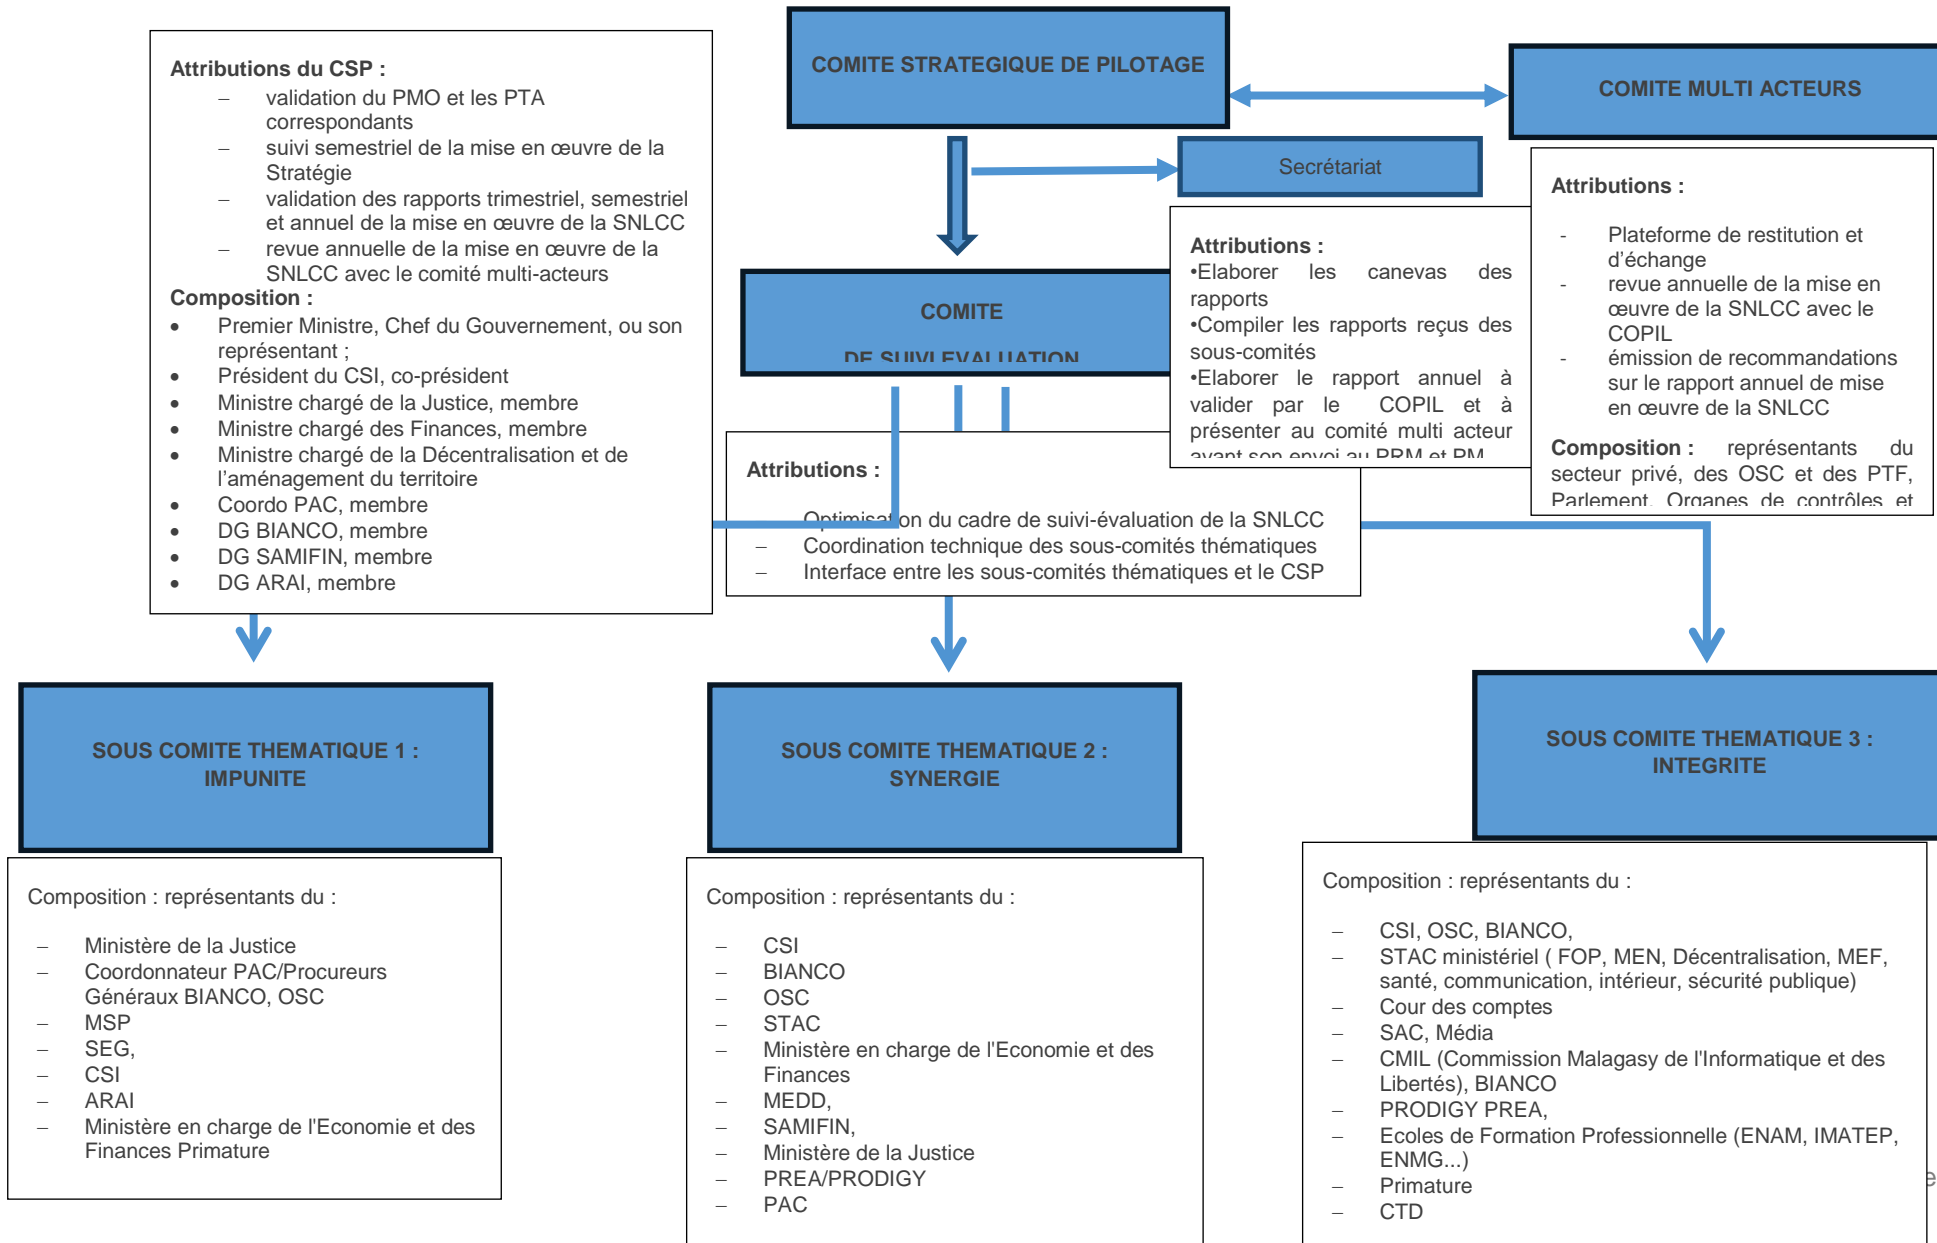 COMITE STRATEGIQUE DE PILOTAGE
COMITE MULTI ACTEURS
Attributions du CSP :
– validation du PMO et les PTA
correspondants
– suivi semestriel de la mise en œuvre de la
Stratégie
– validation des rapports trimestriel, semestriel
et annuel de la mise en œuvre de la SNLCC
– revue annuelle de la mise en œuvre de la
SNLCC avec le comité multi-acteurs
Composition :
• Premier Ministre, Chef du Gouvernement, ou son
représentant ;
• Président du CSI, co-président
• Ministre chargé de la Justice, membre
• Ministre chargé des Finances, membre
• Ministre chargé de la Décentralisation et de
l'aménagement du territoire
• Coordo PAC, membre
• DG BIANCO, membre
• DG SAMIFIN, membre
• DG ARAI, membre
Secrétariat
Attributions :
•Elaborer les canevas des
rapports
•Compiler les rapports reçus des
sous-comités
•Elaborer le rapport annuel à
valider par le COPIL et à
présenter au comité multi acteur
avant son envoi au PRM et PM
Attributions :
- Plateforme de restitution et
d'échange
- revue annuelle de la mise en
œuvre de la SNLCC avec le
COPIL
- émission de recommandations
sur le rapport annuel de mise
en œuvre de la SNLCC
Composition : représentants du
secteur privé, des OSC et des PTF,
Parlement, Organes de contrôles et
COMITE
DE SUIVI EVALUATION
Attributions :
Optimisation du cadre de suivi-évaluation de la SNLCC
– Coordination technique des sous-comités thématiques
– Interface entre les sous-comités thématiques et le CSP
SOUS COMITE THEMATIQUE 1 :
IMPUNITE
Composition : représentants du :
– Ministère de la Justice
– Coordonnateur PAC/Procureurs
Généraux BIANCO, OSC
– MSP
– SEG,
– CSI
– ARAI
– Ministère en charge de l'Economie et des
Finances Primature
SOUS COMITE THEMATIQUE 2 :
SYNERGIE
Composition : représentants du :
– CSI
– BIANCO
– OSC
– STAC
– Ministère en charge de l'Economie et des
Finances
– MEDD,
– SAMIFIN,
– Ministère de la Justice
– PREA/PRODIGY
– PAC
SOUS COMITE THEMATIQUE 3 :
INTEGRITE
Composition : représentants du :
– CSI, OSC, BIANCO,
– STAC ministériel ( FOP, MEN, Décentralisation, MEF,
santé, communication, intérieur, sécurité publique)
– Cour des comptes
– SAC, Média
– CMIL (Commission Malagasy de l'Informatique et des
Libertés), BIANCO
– PRODIGY PREA,
– Ecoles de Formation Professionnelle (ENAM, IMATEP,
ENMG...)
– Primature
– CTD